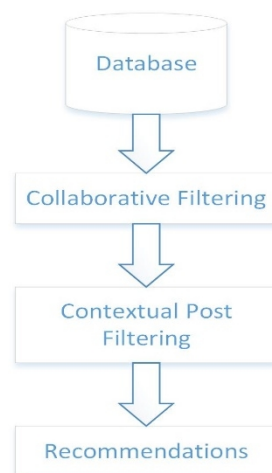 Database
Collaborative Filtering
Contextual Post
Filtering
Recommendations